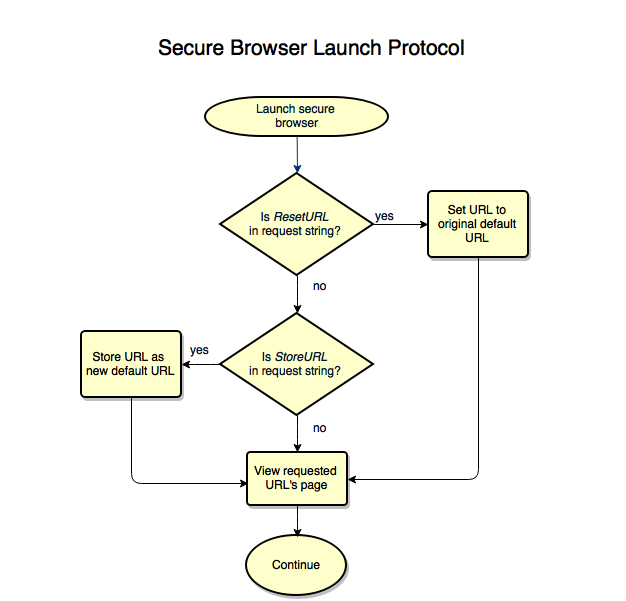 Secure Browser Launch Protocol
Launch secure
browser
Is ResetURL
in request string?
yes
Set URL to
original default
URL
no
Is StoreURL
in request string?
yes
Store URL as
new default URL
no
View requested
URL's page
Continue